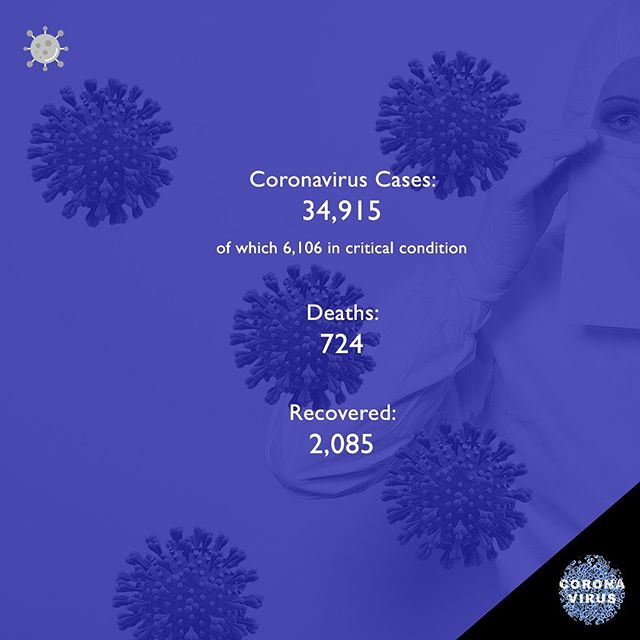 Coronavirus Cases:
34,915
of which 6,106 in critical condition
Deaths:
724
Recovered:
2,085
CORONA
VIRUS